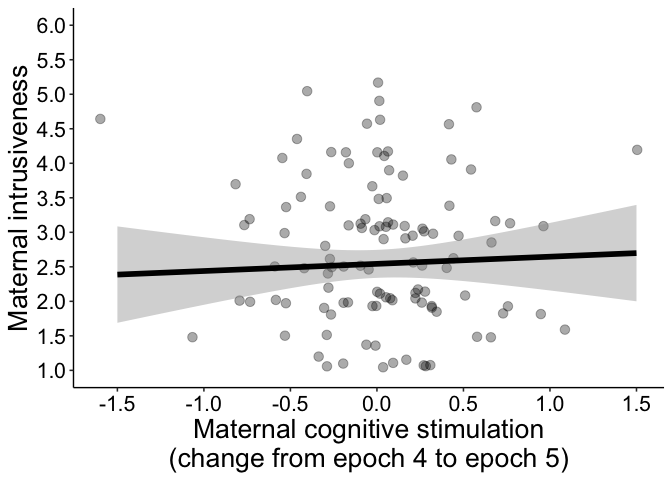 Maternal intrusiveness
6.0
5.5
5.0
4.5
4.0
3.5
3.0
2.5
2.0
1.5
1.0
-1.5 -1.0 -0.5 0.0 0.5 1.0 1.5
Maternal cognitive stimulation
(change from epoch 4 to epoch 5)